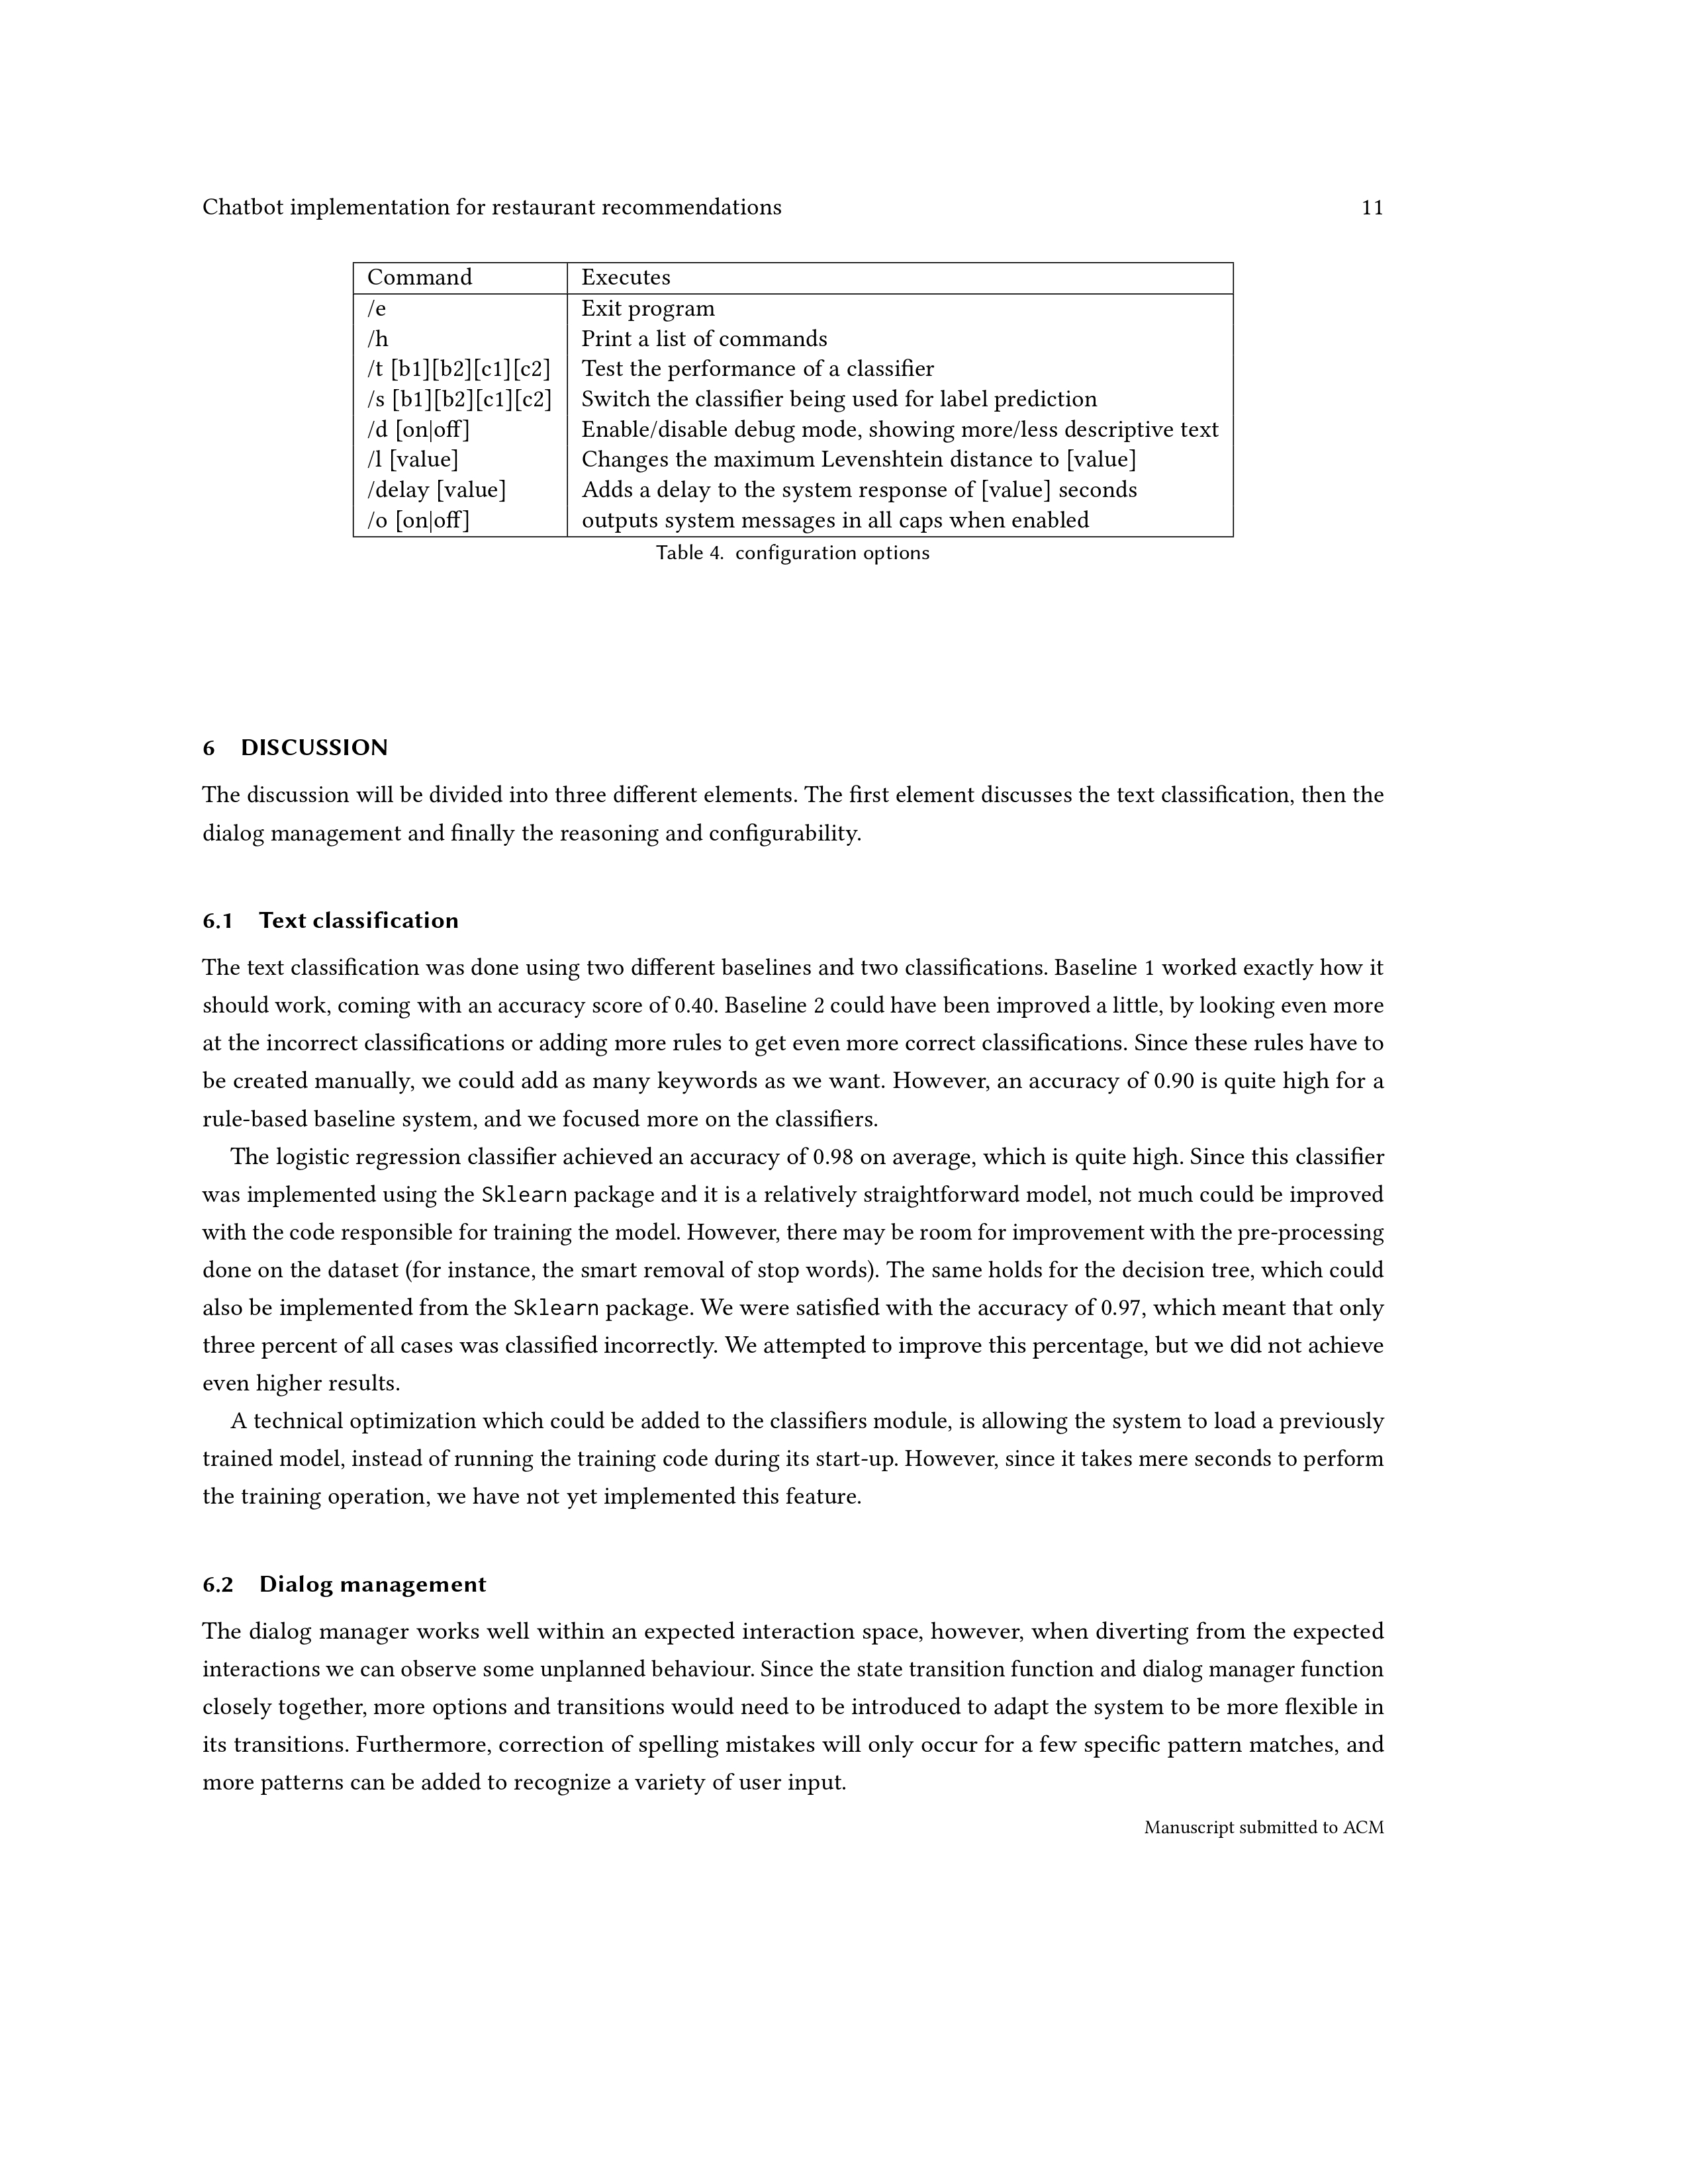 Chatbot implementation for restaurant recommendations 11
Command Executes
/e Exit program
/h Print a list of commands
/t [b1][b2][c1][c2] Test the performance of a classifier
/s [b1][b2][c1][c2] Switch the classifier being used for label prediction
/d [on|off] Enable/disable debug mode, showing more/less descriptive text
/l [value] Changes the maximum Levenshtein distance to [value]
/delay [value] Adds a delay to the system response of [value] seconds
/o [on|off] outputs system messages in all caps when enabled
Table 4. configuration options
6 DISCUSSION
The discussion will be divided into three different elements. The first element discusses the text classification, then the
dialog management and finally the reasoning and configurability.
6.1 Text classification
The text classification was done using two different baselines and two classifications. Baseline 1 worked exactly how it
should work, coming with an accuracy score of 0.40. Baseline 2 could have been improved a little, by looking even more
at the incorrect classifications or adding more rules to get even more correct classifications. Since these rules have to
be created manually, we could add as many keywords as we want. However, an accuracy of 0.90 is quite high for a
rule-based baseline system, and we focused more on the classifiers.
The logistic regression classifier achieved an accuracy of 0.98 on average, which is quite high. Since this classifier
was implemented using the Sklearn package and it is a relatively straightforward model, not much could be improved
with the code responsible for training the model. However, there may be room for improvement with the pre-processing
done on the dataset (for instance, the smart removal of stop words). The same holds for the decision tree, which could
also be implemented from the Sklearn package. We were satisfied with the accuracy of 0.97, which meant that only
three percent of all cases was classified incorrectly. We attempted to improve this percentage, but we did not achieve
even higher results.
A technical optimization which could be added to the classifiers module, is allowing the system to load a previously
trained model, instead of running the training code during its start-up. However, since it takes mere seconds to perform
the training operation, we have not yet implemented this feature.
6.2 Dialog management
The dialog manager works well within an expected interaction space, however, when diverting from the expected
interactions we can observe some unplanned behaviour. Since the state transition function and dialog manager function
closely together, more options and transitions would need to be introduced to adapt the system to be more flexible in
its transitions. Furthermore, correction of spelling mistakes will only occur for a few specific pattern matches, and
more patterns can be added to recognize a variety of user input.
Manuscript submitted to ACM